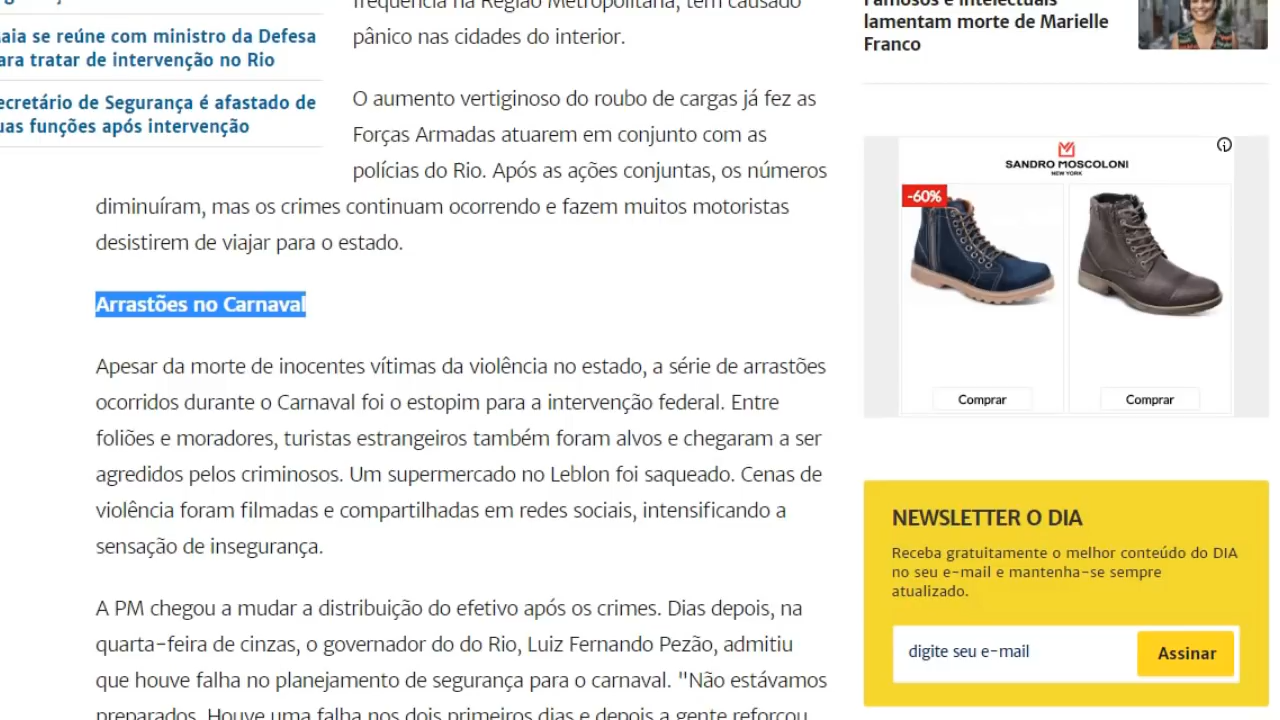 aia se reúne com ministro da Defesa
ara tratar de intervenção no Rio
ecretário de Segurança é afastado de
uas funções após intervenção
frequência na Região Metropolitana, tem causado
pânico nas cidades do interior.
O aumento vertiginoso do roubo de cargas já fez as
Forças Armadas atuarem em conjunto com as
polícias do Rio. Após as ações conjuntas, os números
diminuíram, mas os crimes continuam ocorrendo e fazem muitos motoristas
desistirem de viajar para o estado.
Arrastões no Carnaval
Apesar da morte de inocentes vítimas da violência no estado, a série de arrastões
ocorridos durante o Carnaval foi o estopim para a intervenção federal. Entre
foliões e moradores, turistas estrangeiros também foram alvos e chegaram a ser
agredidos pelos criminosos. Um supermercado no Leblon foi saqueado. Cenas de
violência foram filmadas e compartilhadas em redes sociais, intensificando a
sensação de insegurança.
A PM chegou a mudar a distribuição do efetivo após os crimes. Dias depois, na
quarta-feira de cinzas, o governador do do Rio, Luiz Fernando Pezão, admitiu
que houve falha no planejamento de segurança para o carnaval. "Não estávamos
preparados. Houve uma falha nos dois primeiros dias e depois a gente reforçou
Famosos e intelectuais
lamentam morte de Marielle
Franco
SANDRO MOSCOLONI
NEW YORK
-60%
Comprar
Comprar
NEWSLETTER O DIA
Receba gratuitamente o melhor conteúdo do DIA
no seu e-mail e mantenha-se sempre
atualizado.
digite seu e-mail
Assinar